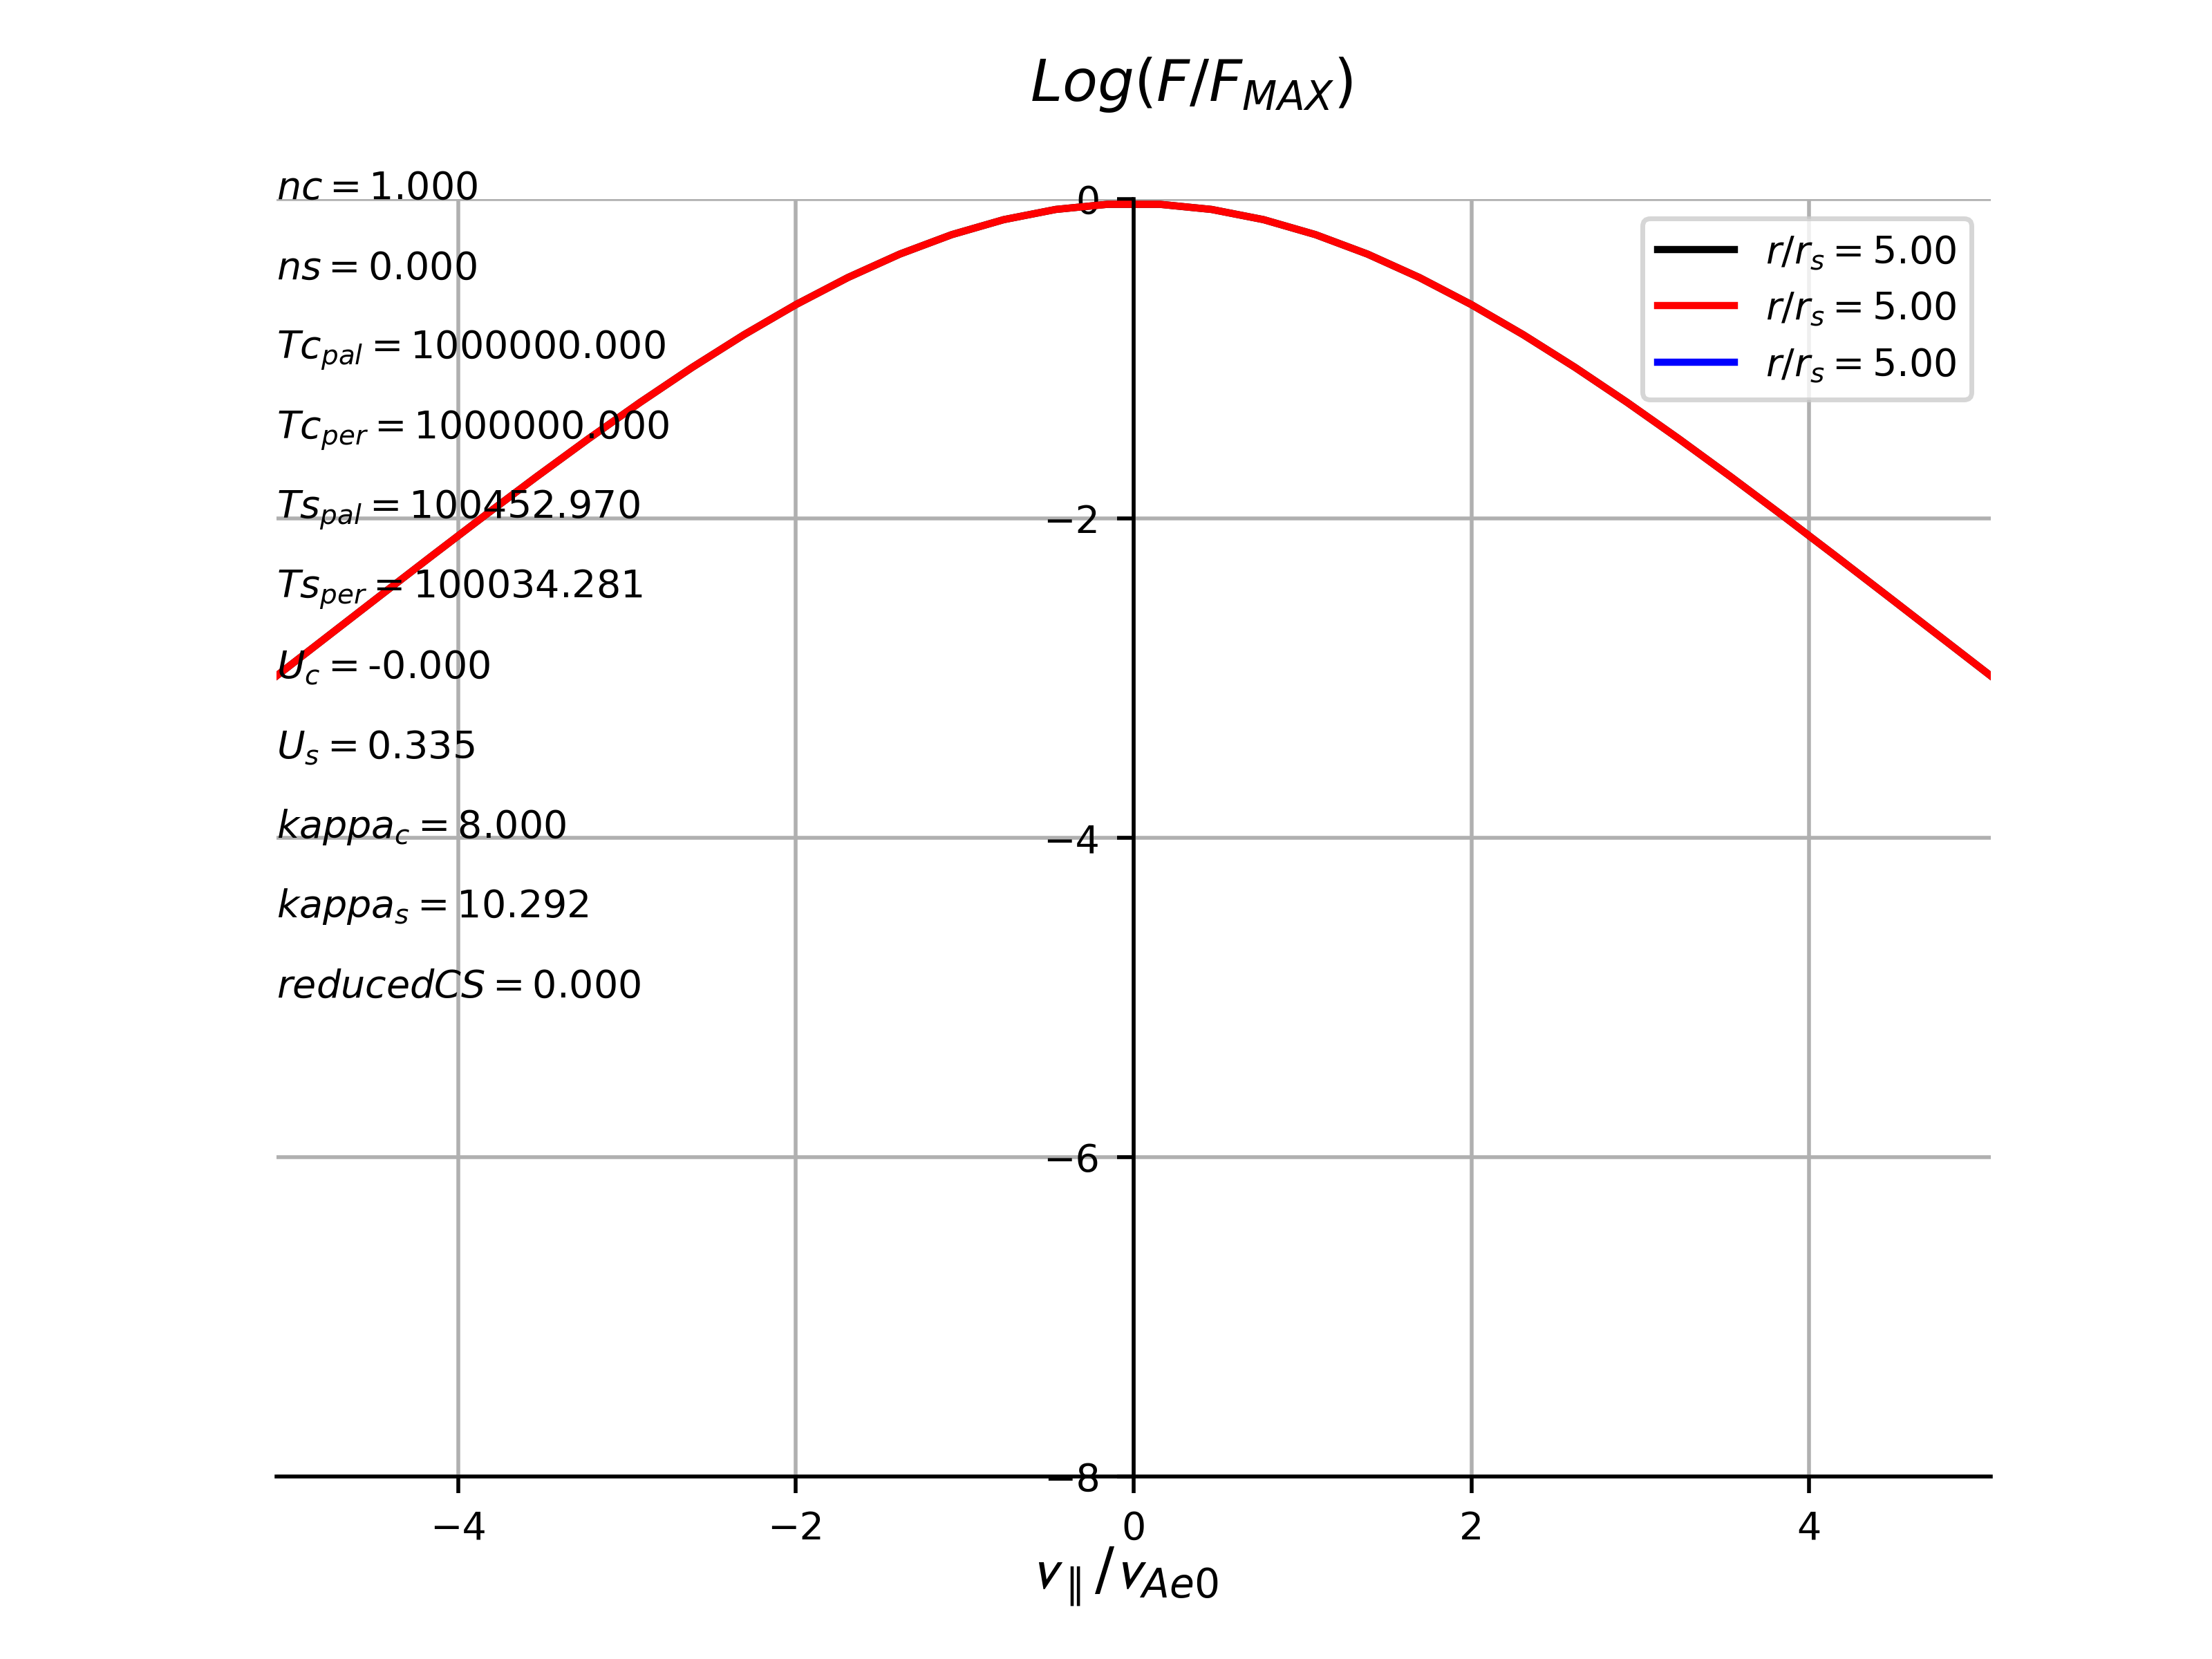 Log(F/F_MAX)
nc = 1.000
ns = 0.000
Tc_pal = 1000000.000
Tc_per = 1000000.000
Ts_pal = 100452.970
Ts_per = 100034.281
U_c = -0.000
U_s = 0.335
kappa_c = 8.000
kappa_s = 10.292
reducedCS = 0.000
r/r_s = 5.00
r/r_s = 5.00
r/r_s = 5.00
0
−2
−4
−6
−8
−4 −2 0 2 4
v_∥/v_Ae0